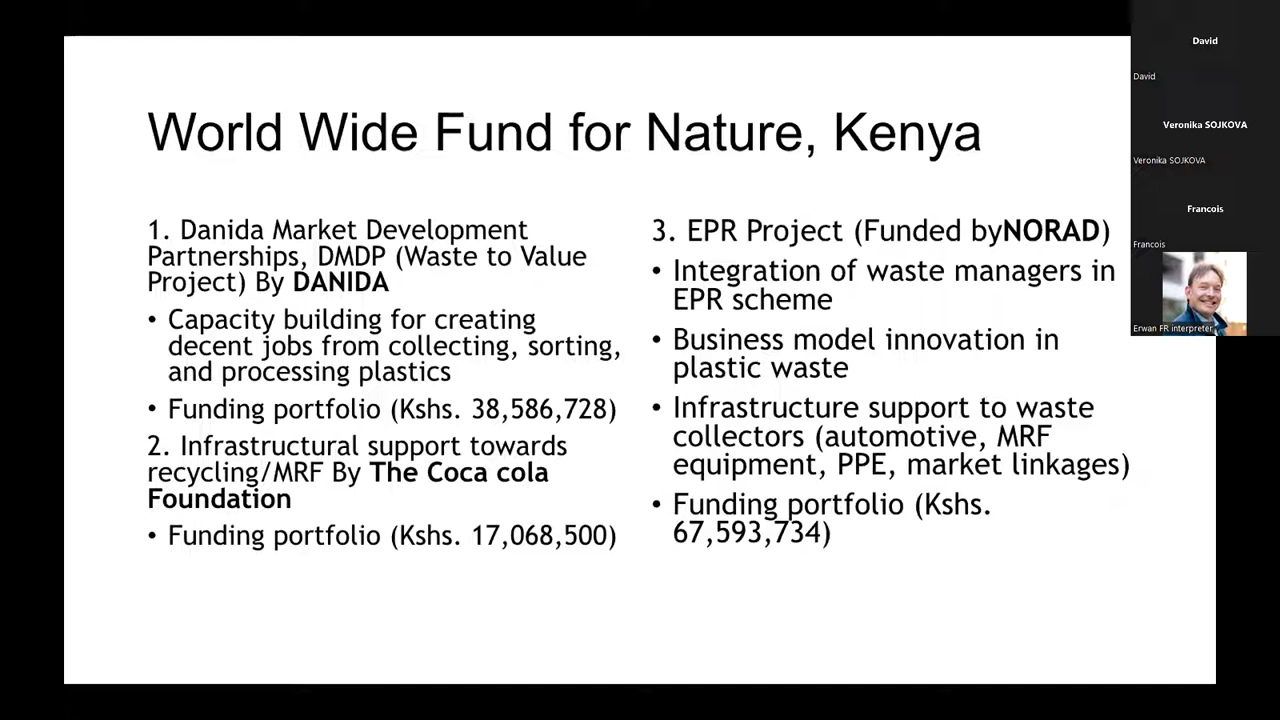 World Wide Fund for Nature, Kenya
1. Danida Market Development
Partnerships, DMDP (Waste to Value
Project) By DANIDA
• Capacity building for creating
decent jobs from collecting, sorting,
and processing plastics
• Funding portfolio (Kshs. 38,586,728)
2. Infrastructural support towards
recycling/MRF By The Coca cola
Foundation
• Funding portfolio (Kshs. 17,068,500)
3. EPR Project (Funded byNORAD)
• Integration of waste managers in
EPR scheme
• Business model innovation in
plastic waste
• Infrastructure support to waste
collectors (automotive, MRF
equipment, PPE, market linkages)
• Funding portfolio (Kshs.
67,593,734)
David
David
Veronika SOJKOVA
Veronika SOJKOVA
Francois
Francois
Erwan FR interpreter